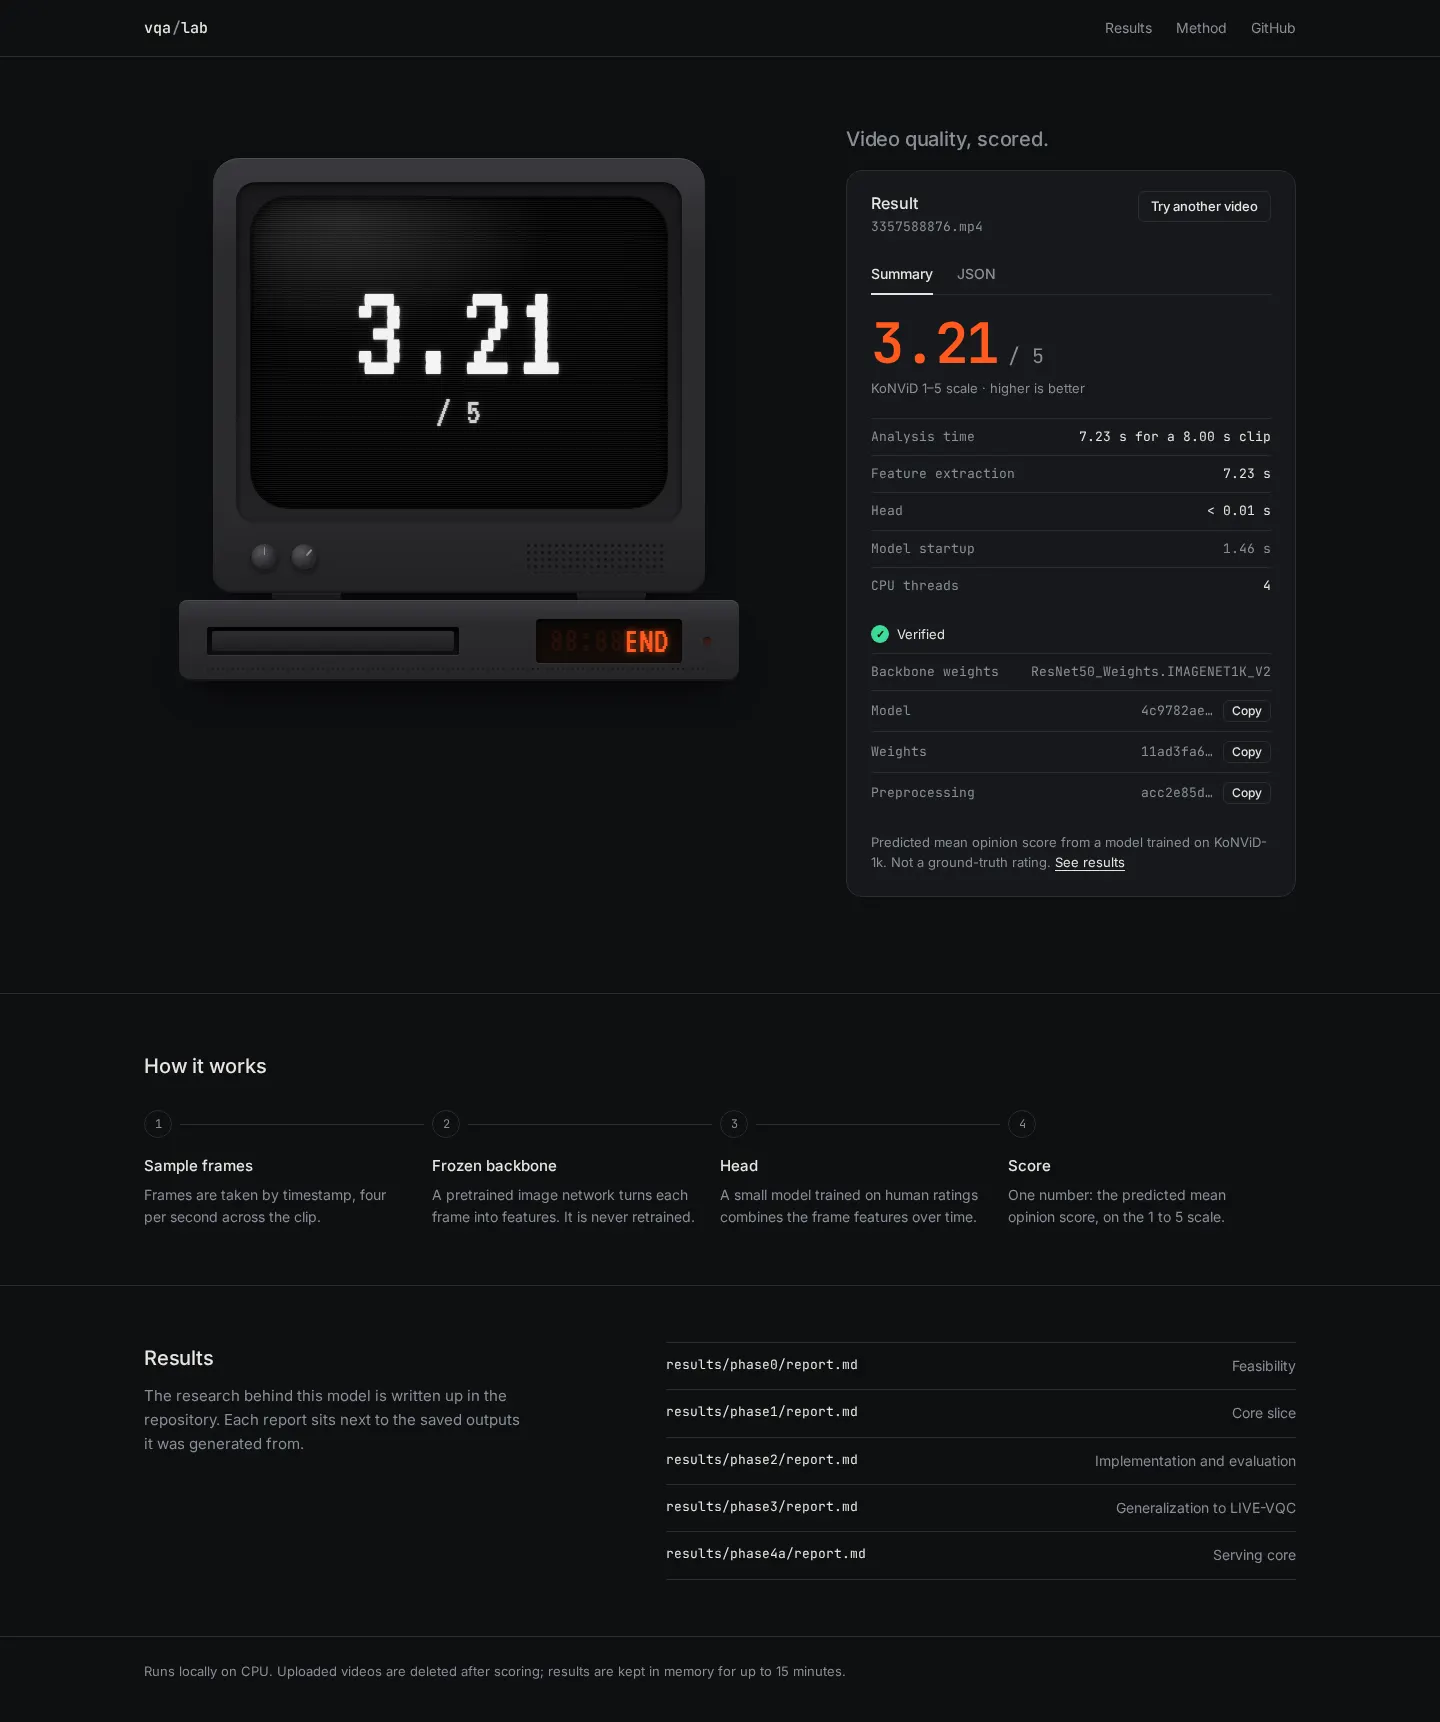 vqa/lab
Results Method GitHub
3.21
/ 5
END
Video quality, scored.
Result
Try another video
3357588876.mp4
Summary JSON
3.21 / 5
KoNViD 1–5 scale · higher is better
Analysis time 7.23 s for a 8.00 s clip
Feature extraction 7.23 s
Head < 0.01 s
Model startup 1.46 s
CPU threads 4
✓ Verified
Backbone weights ResNet50_Weights.IMAGENET1K_V2
Model 4c9782ae… Copy
Weights 11ad3fa6… Copy
Preprocessing acc2e85d… Copy
Predicted mean opinion score from a model trained on KoNViD-
1k. Not a ground-truth rating. See results
How it works
1
Sample frames
Frames are taken by timestamp, four
per second across the clip.
2
Frozen backbone
A pretrained image network turns each
frame into features. It is never retrained.
3
Head
A small model trained on human ratings
combines the frame features over time.
4
Score
One number: the predicted mean
opinion score, on the 1 to 5 scale.
Results
The research behind this model is written up in the
repository. Each report sits next to the saved outputs
it was generated from.
results/phase0/report.md Feasibility
results/phase1/report.md Core slice
results/phase2/report.md Implementation and evaluation
results/phase3/report.md Generalization to LIVE-VQC
results/phase4a/report.md Serving core
Runs locally on CPU. Uploaded videos are deleted after scoring; results are kept in memory for up to 15 minutes.